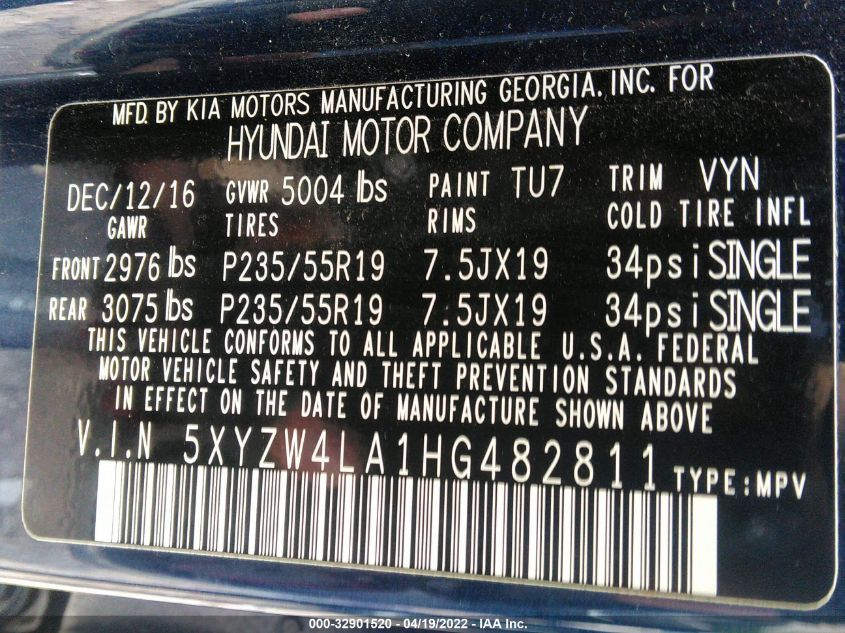 MFD. BY KIA MOTORS MANUFACTURING GEORGIA. INC. FOR
HYUNDAI MOTOR COMPANY
DEC/12/16 GVWR 5004 lbs PAINT TU7 TRIM VYN
GAWR TIRES RIMS COLD TIRE INFL
FRONT 2976 lbs P235/55R19 7.5JX19 34psi SINGLE
REAR 3075 lbs P235/55R19 7.5JX19 34psi SINGLE
THIS VEHICLE CONFORMS TO ALL APPLICABLE U.S.A. FEDERAL
MOTOR VEHICLE SAFETY AND THEFT PREVENTION STANDARDS
IN EFFECT ON THE DATE OF MANUFACTURE SHOWN ABOVE
V.I.N 5XYZW4LA1HG482811 TYPE:MPV
000-32901520 - 04/19/2022 - IAA Inc.